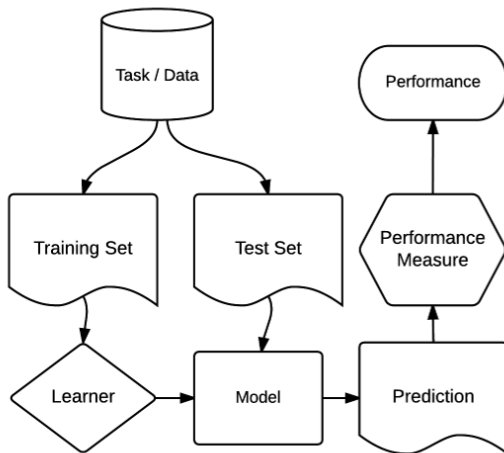 Task / Data
Performance
Training Set
Test Set
Performance
Measure
Learner
Model
Prediction